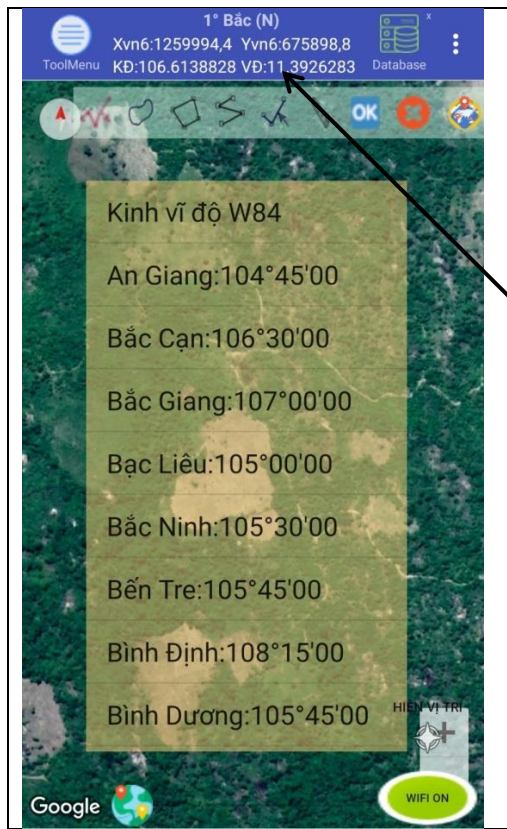 1° Bắc (N)
x
Xvn6:1259994,4 Yvn6:675898,8
ToolMenu KĐ:106.6138828 VĐ:11.3926283 Database
OK
Kinh vĩ độ W84
An Giang:104°45'00
Bắc Cạn:106°30'00
Bắc Giang:107°00'00
Bạc Liêu:105°00'00
Bắc Ninh:105°30'00
Bến Tre:105°45'00
Bình Định:108°15'00
Bình Dương:105°45'00
HIỆN VỊ TRI
Google
WIFI ON